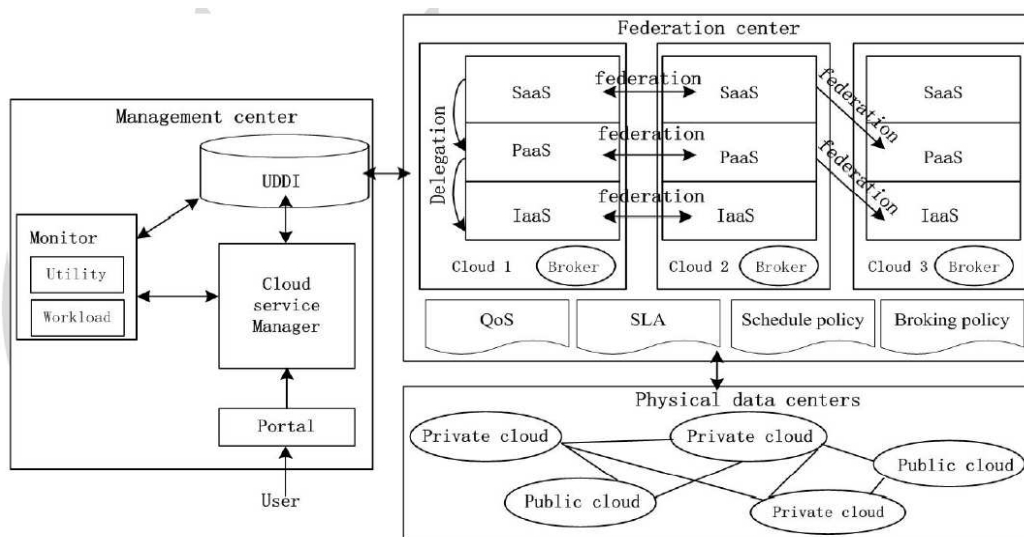 Management center
UDDI
Monitor
Utility
Workload
Cloud
service
Manager
Portal
User
Federation center
Delegation
SaaS
PaaS
IaaS
Cloud 1
Broker
federation
federation
federation
SaaS
PaaS
IaaS
Cloud 2
Broker
federation
federation
SaaS
PaaS
IaaS
Cloud 3
Broker
QoS
SLA
Schedule policy
Broking policy
Physical data centers
Private cloud
Private cloud
Public cloud
Public cloud
Private cloud